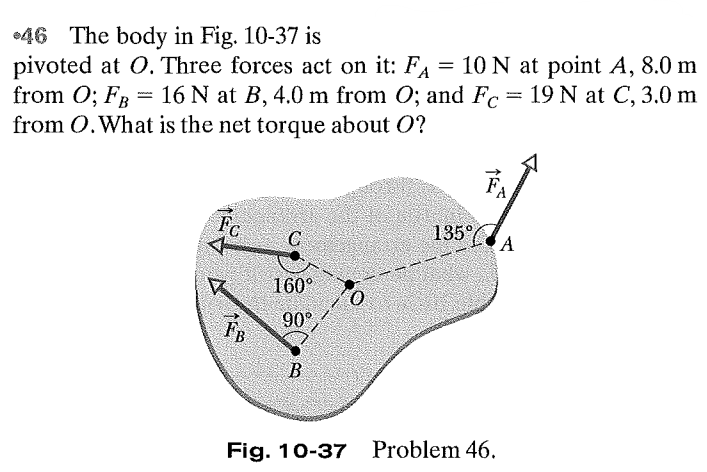 •46 The body in Fig. 10-37 is
pivoted at O. Three forces act on it: F_A = 10 N at point A, 8.0 m
from O; F_B = 16 N at B, 4.0 m from O; and F_C = 19 N at C, 3.0 m
from O. What is the net torque about O?
F_A
135°
A
F_C
C
160°
O
90°
F_B
B
Fig. 10-37 Problem 46.